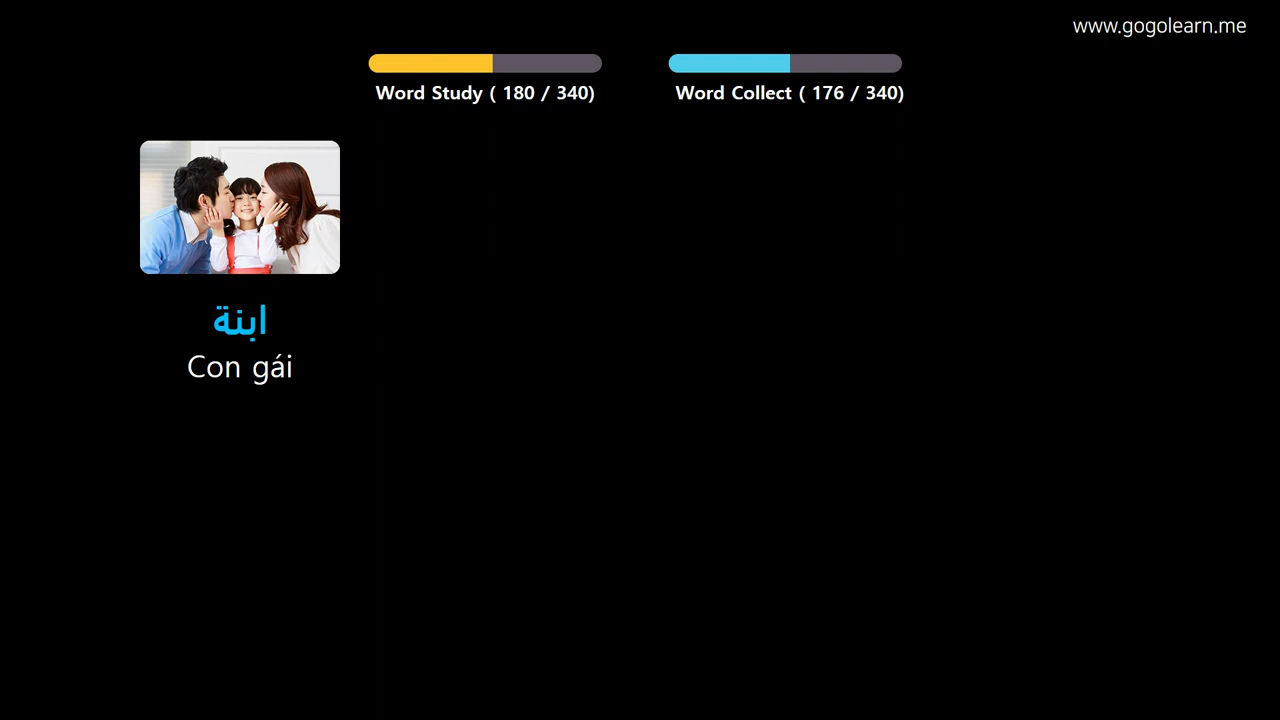 www.gogolearn.me
Word Study ( 180 / 340)
Word Collect ( 176 / 340)
ابنة
Con gái